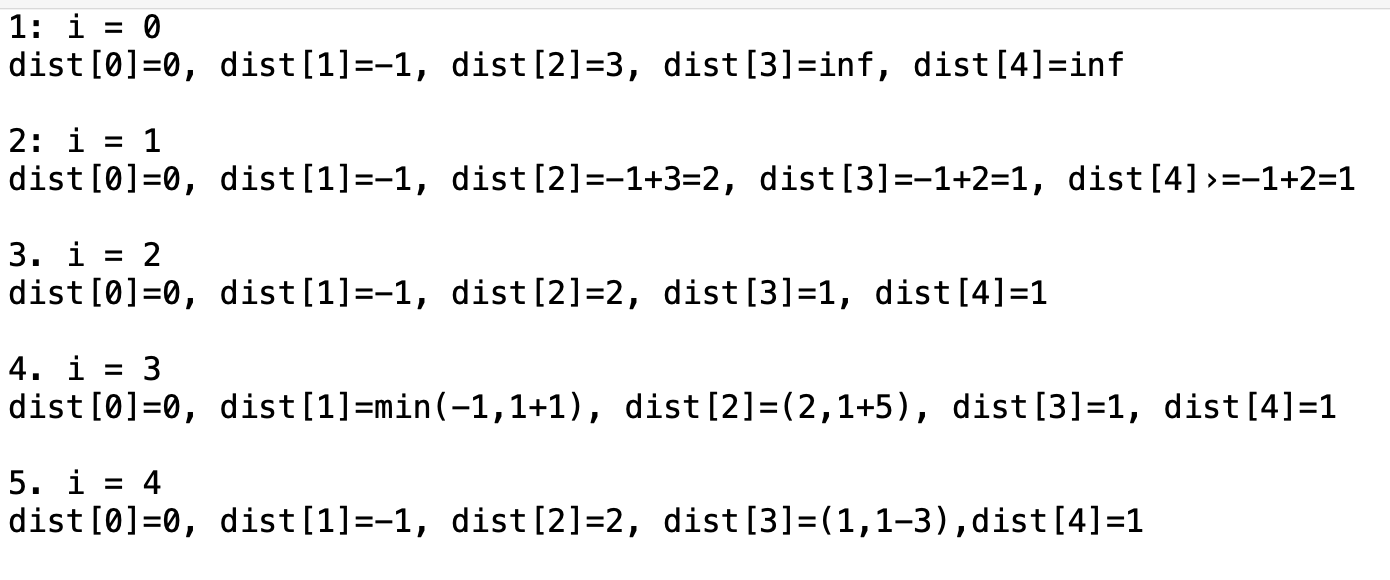 1: i = 0
dist[0]=0, dist[1]=−1, dist[2]=3, dist[3]=inf, dist[4]=inf
2: i = 1
dist[0]=0, dist[1]=−1, dist[2]=−1+3=2, dist[3]=−1+2=1, dist[4]›=−1+2=1
3. i = 2
dist[0]=0, dist[1]=−1, dist[2]=2, dist[3]=1, dist[4]=1
4. i = 3
dist[0]=0, dist[1]=min(−1,1+1), dist[2]=(2,1+5), dist[3]=1, dist[4]=1
5. i = 4
dist[0]=0, dist[1]=−1, dist[2]=2, dist[3]=(1,1−3),dist[4]=1